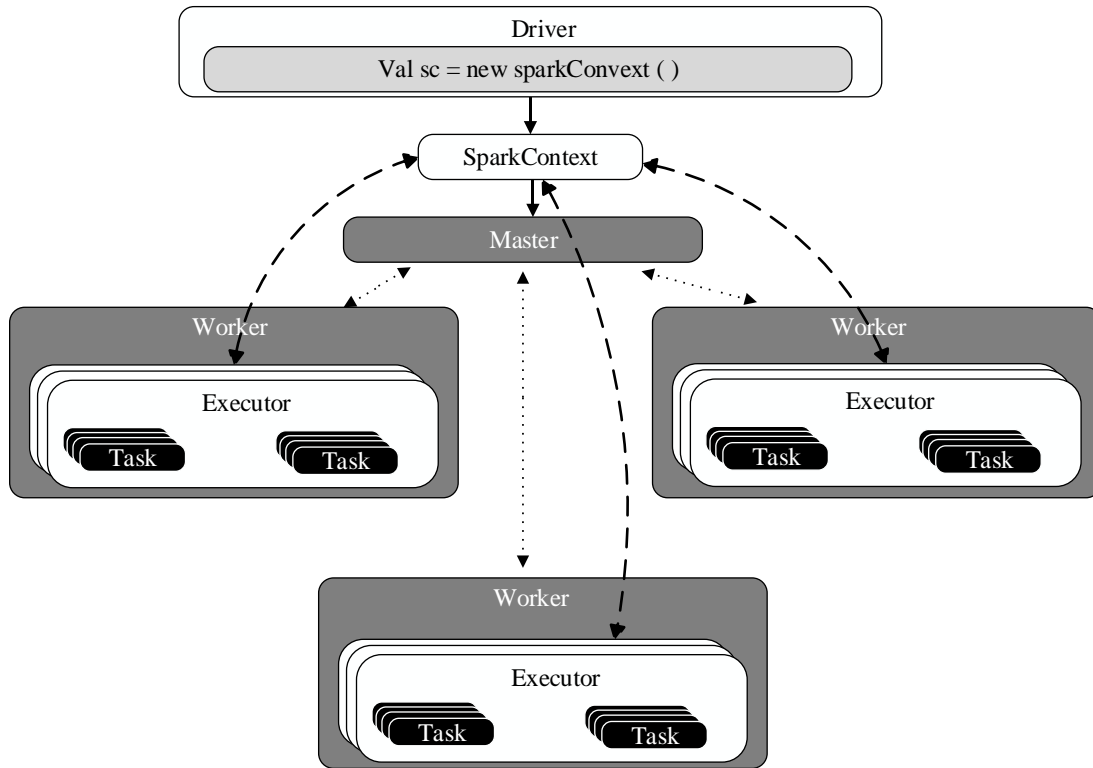 Driver
Val sc = new sparkConvext ( )
SparkContext
Master
Worker
Executor
Task
Task
Worker
Executor
Task
Task
Worker
Executor
Task
Task